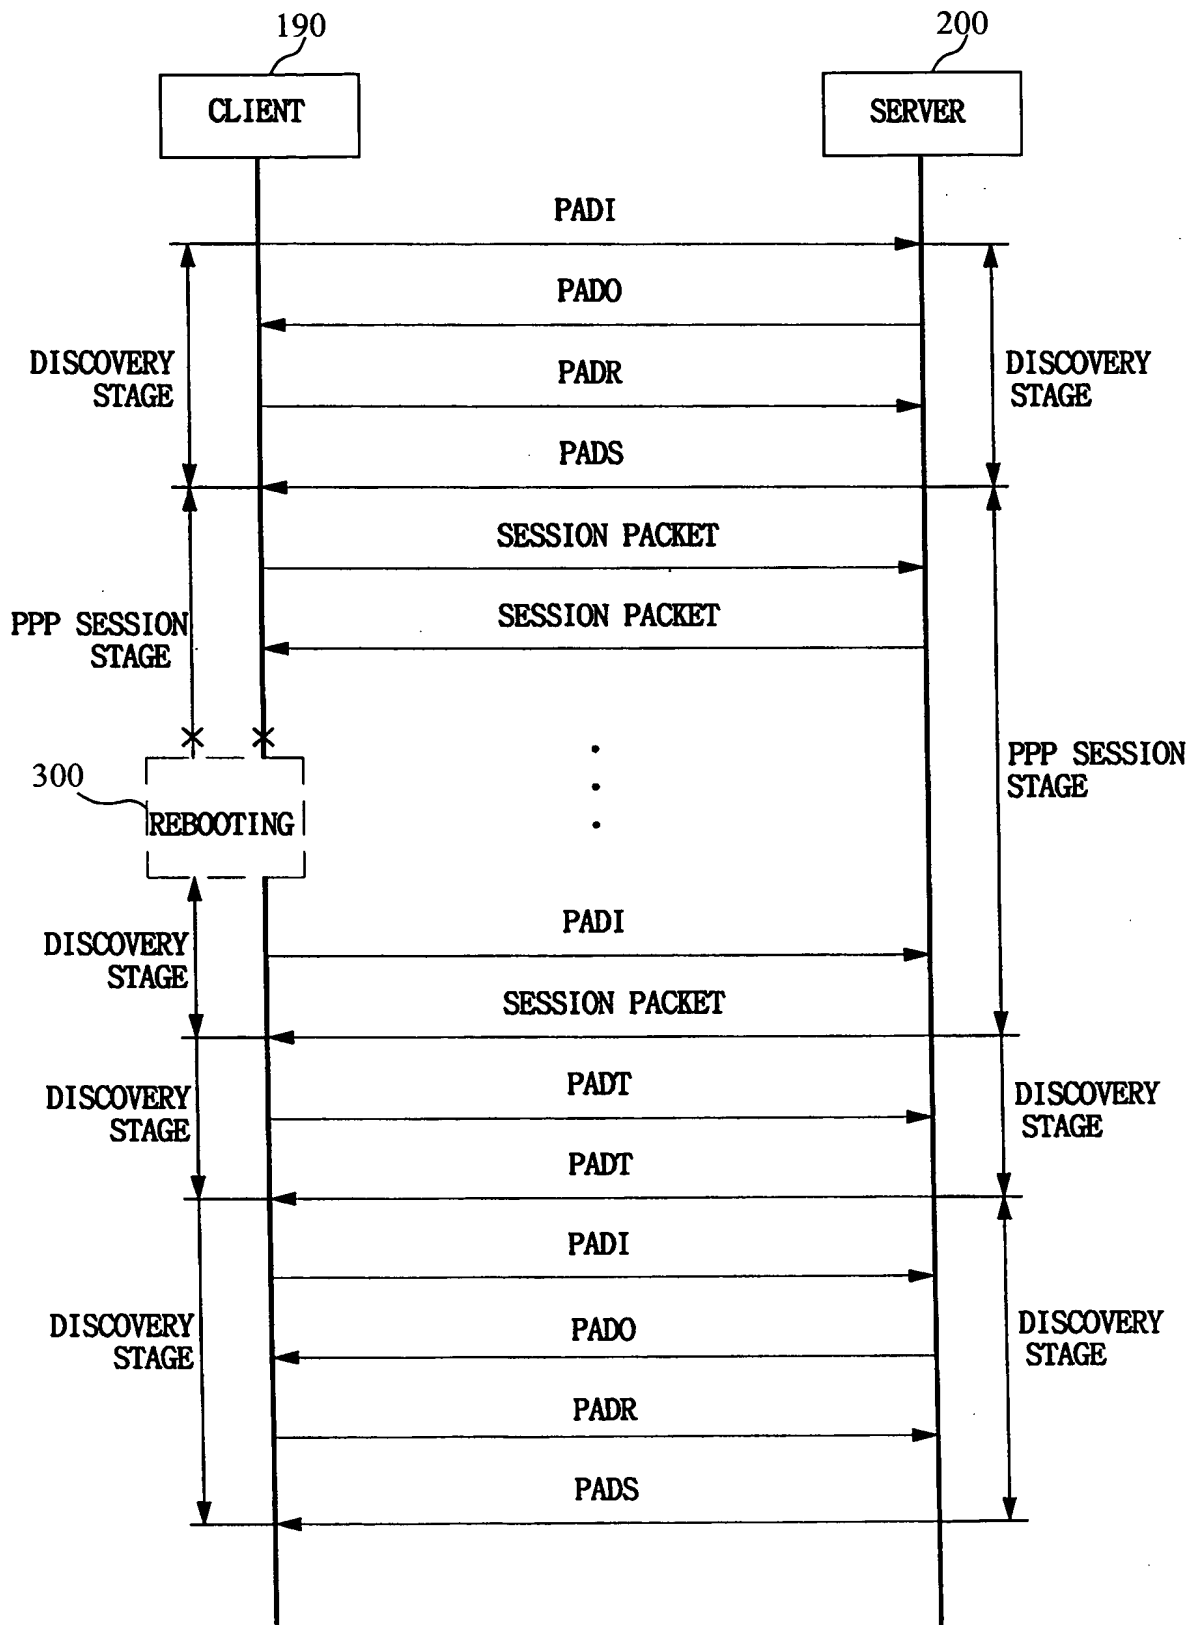 190
200
CLIENT
SERVER
PADI
PADO
DISCOVERY
STAGE
DISCOVERY
STAGE
PADR
PADS
SESSION PACKET
SESSION PACKET
PPP SESSION
STAGE
PPP SESSION
STAGE
300
REBOOTING
PADI
DISCOVERY
STAGE
SESSION PACKET
PADT
DISCOVERY
STAGE
DISCOVERY
STAGE
PADT
PADI
DISCOVERY
STAGE
DISCOVERY
STAGE
PADO
PADR
PADS